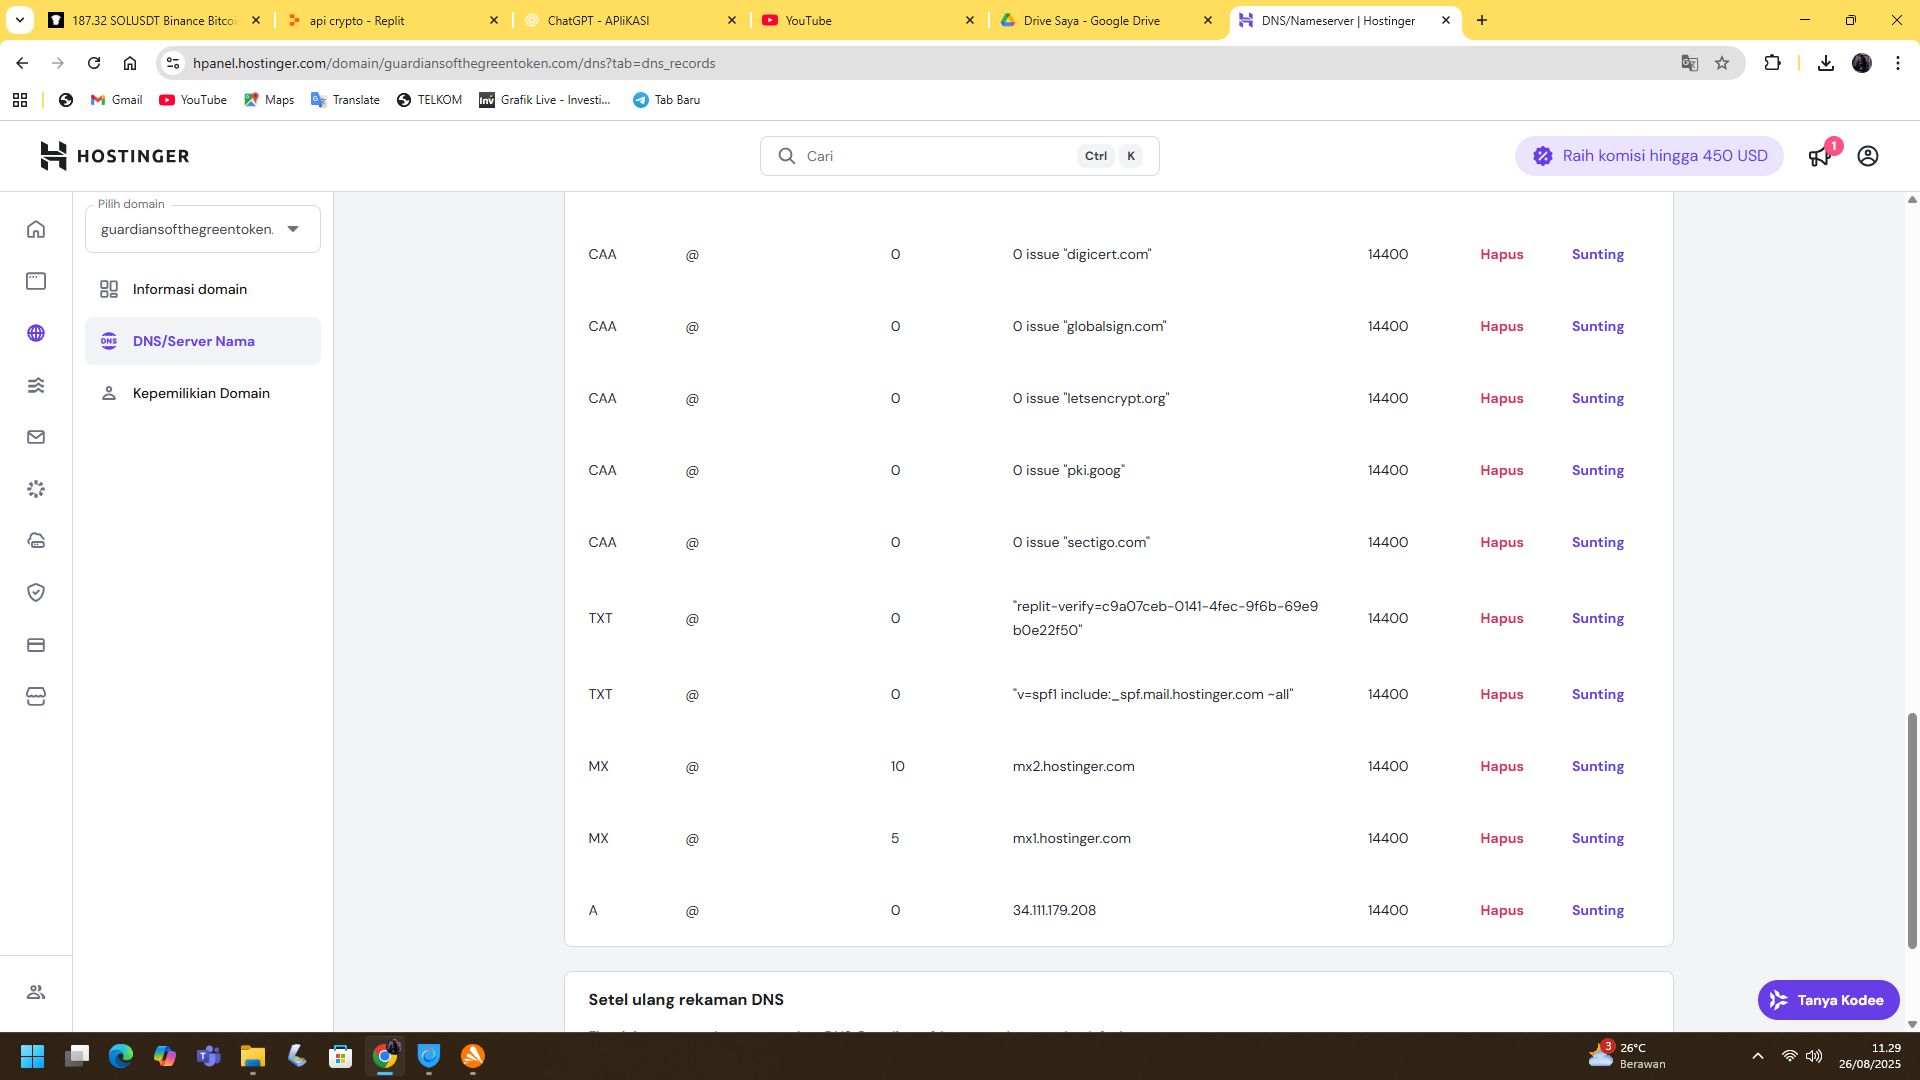 187.32 SOLUSDT Binance Bitcoi
api crypto - Replit
ChatGPT - APliKASI
YouTube
Drive Saya - Google Drive
DNS/Nameserver | Hostinger
hpanel.hostinger.com/domain/guardiansofthegreentoken.com/dns?tab=dns_records
Gmail
YouTube
Maps
Translate
TELKOM
Inv
Grafik Live - Investi...
Tab Baru
HOSTINGER
Cari
Ctrl
K
Raih komisi hingga 450 USD
1
Pilih domain
guardiansofthegreentoken.
Informasi domain
DNS
DNS/Server Nama
Kepemilikian Domain
CAA @ 0 0 issue "digicert.com" 14400 Hapus Sunting
CAA @ 0 0 issue "globalsign.com" 14400 Hapus Sunting
CAA @ 0 0 issue "letsencrypt.org" 14400 Hapus Sunting
CAA @ 0 0 issue "pki.goog" 14400 Hapus Sunting
CAA @ 0 0 issue "sectigo.com" 14400 Hapus Sunting
TXT @ 0 "replit-verify=c9a07ceb-0141-4fec-9f6b-69e9
b0e22f50" 14400 Hapus Sunting
TXT @ 0 "v=spf1 include:_spf.mail.hostinger.com ~all" 14400 Hapus Sunting
MX @ 10 mx2.hostinger.com 14400 Hapus Sunting
MX @ 5 mx1.hostinger.com 14400 Hapus Sunting
A @ 0 34.111.179.208 14400 Hapus Sunting
Setel ulang rekaman DNS
Tanya Kodee
3
26°C
Berawan
11.29
26/08/2025